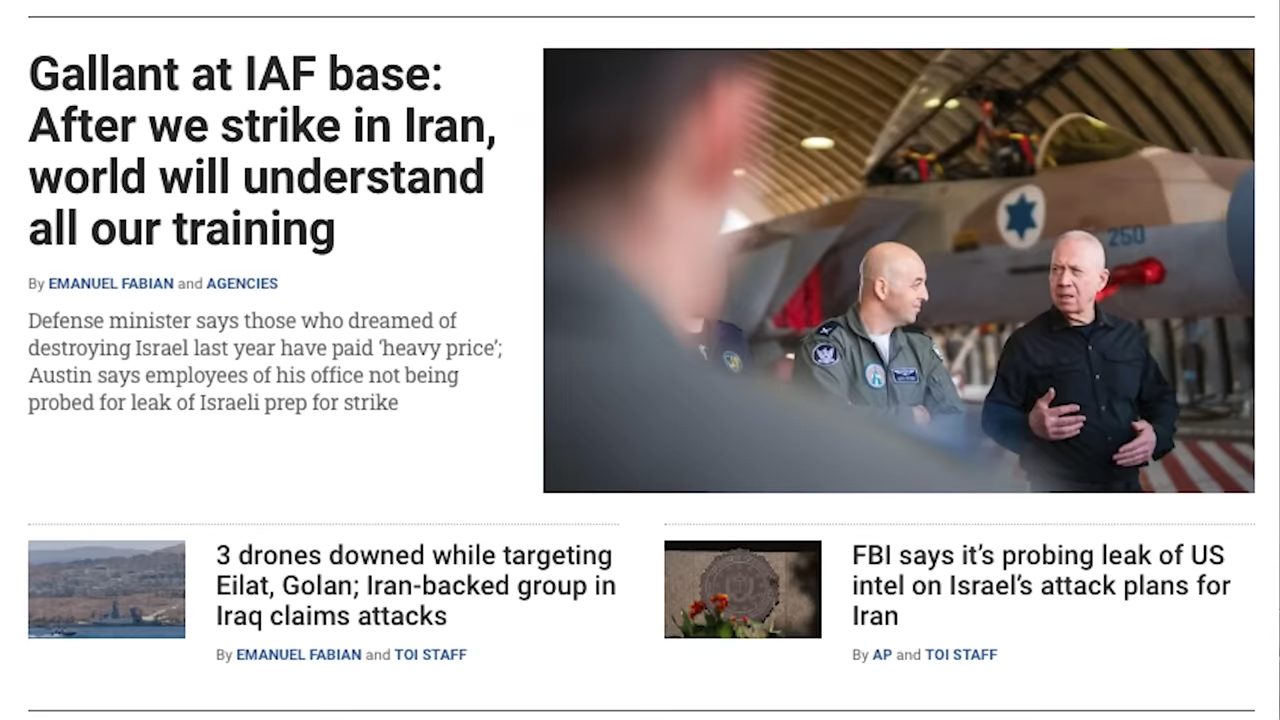 Gallant at IAF base:
After we strike in Iran,
world will understand
all our training
By EMANUEL FABIAN and AGENCIES
Defense minister says those who dreamed of
destroying Israel last year have paid ‘heavy price’;
Austin says employees of his office not being
probed for leak of Israeli prep for strike
250
3 drones downed while targeting
Eilat, Golan; Iran-backed group in
Iraq claims attacks
By EMANUEL FABIAN and TOI STAFF
FBI says it’s probing leak of US
intel on Israel’s attack plans for
Iran
By AP and TOI STAFF